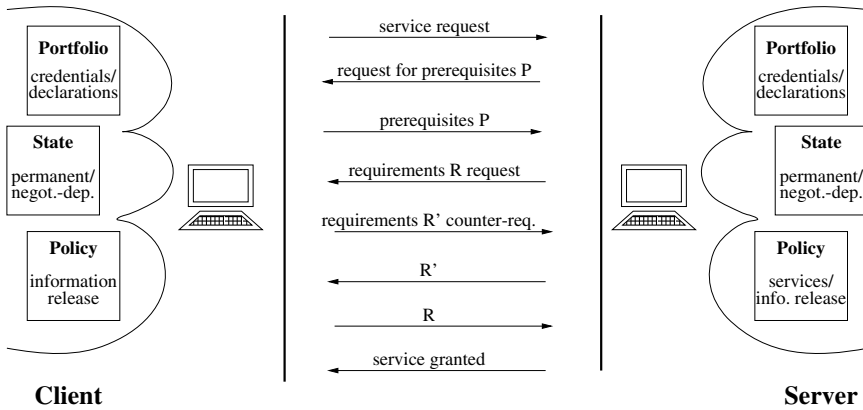 Portfolio
credentials/
declarations
State
permanent/
negot.-dep.
Policy
information
release
Client
service request
request for prerequisites P
prerequisites P
requirements R request
requirements R' counter-req.
R'
R
service granted
Portfolio
credentials/
declarations
State
permanent/
negot.-dep.
Policy
services/
info. release
Server